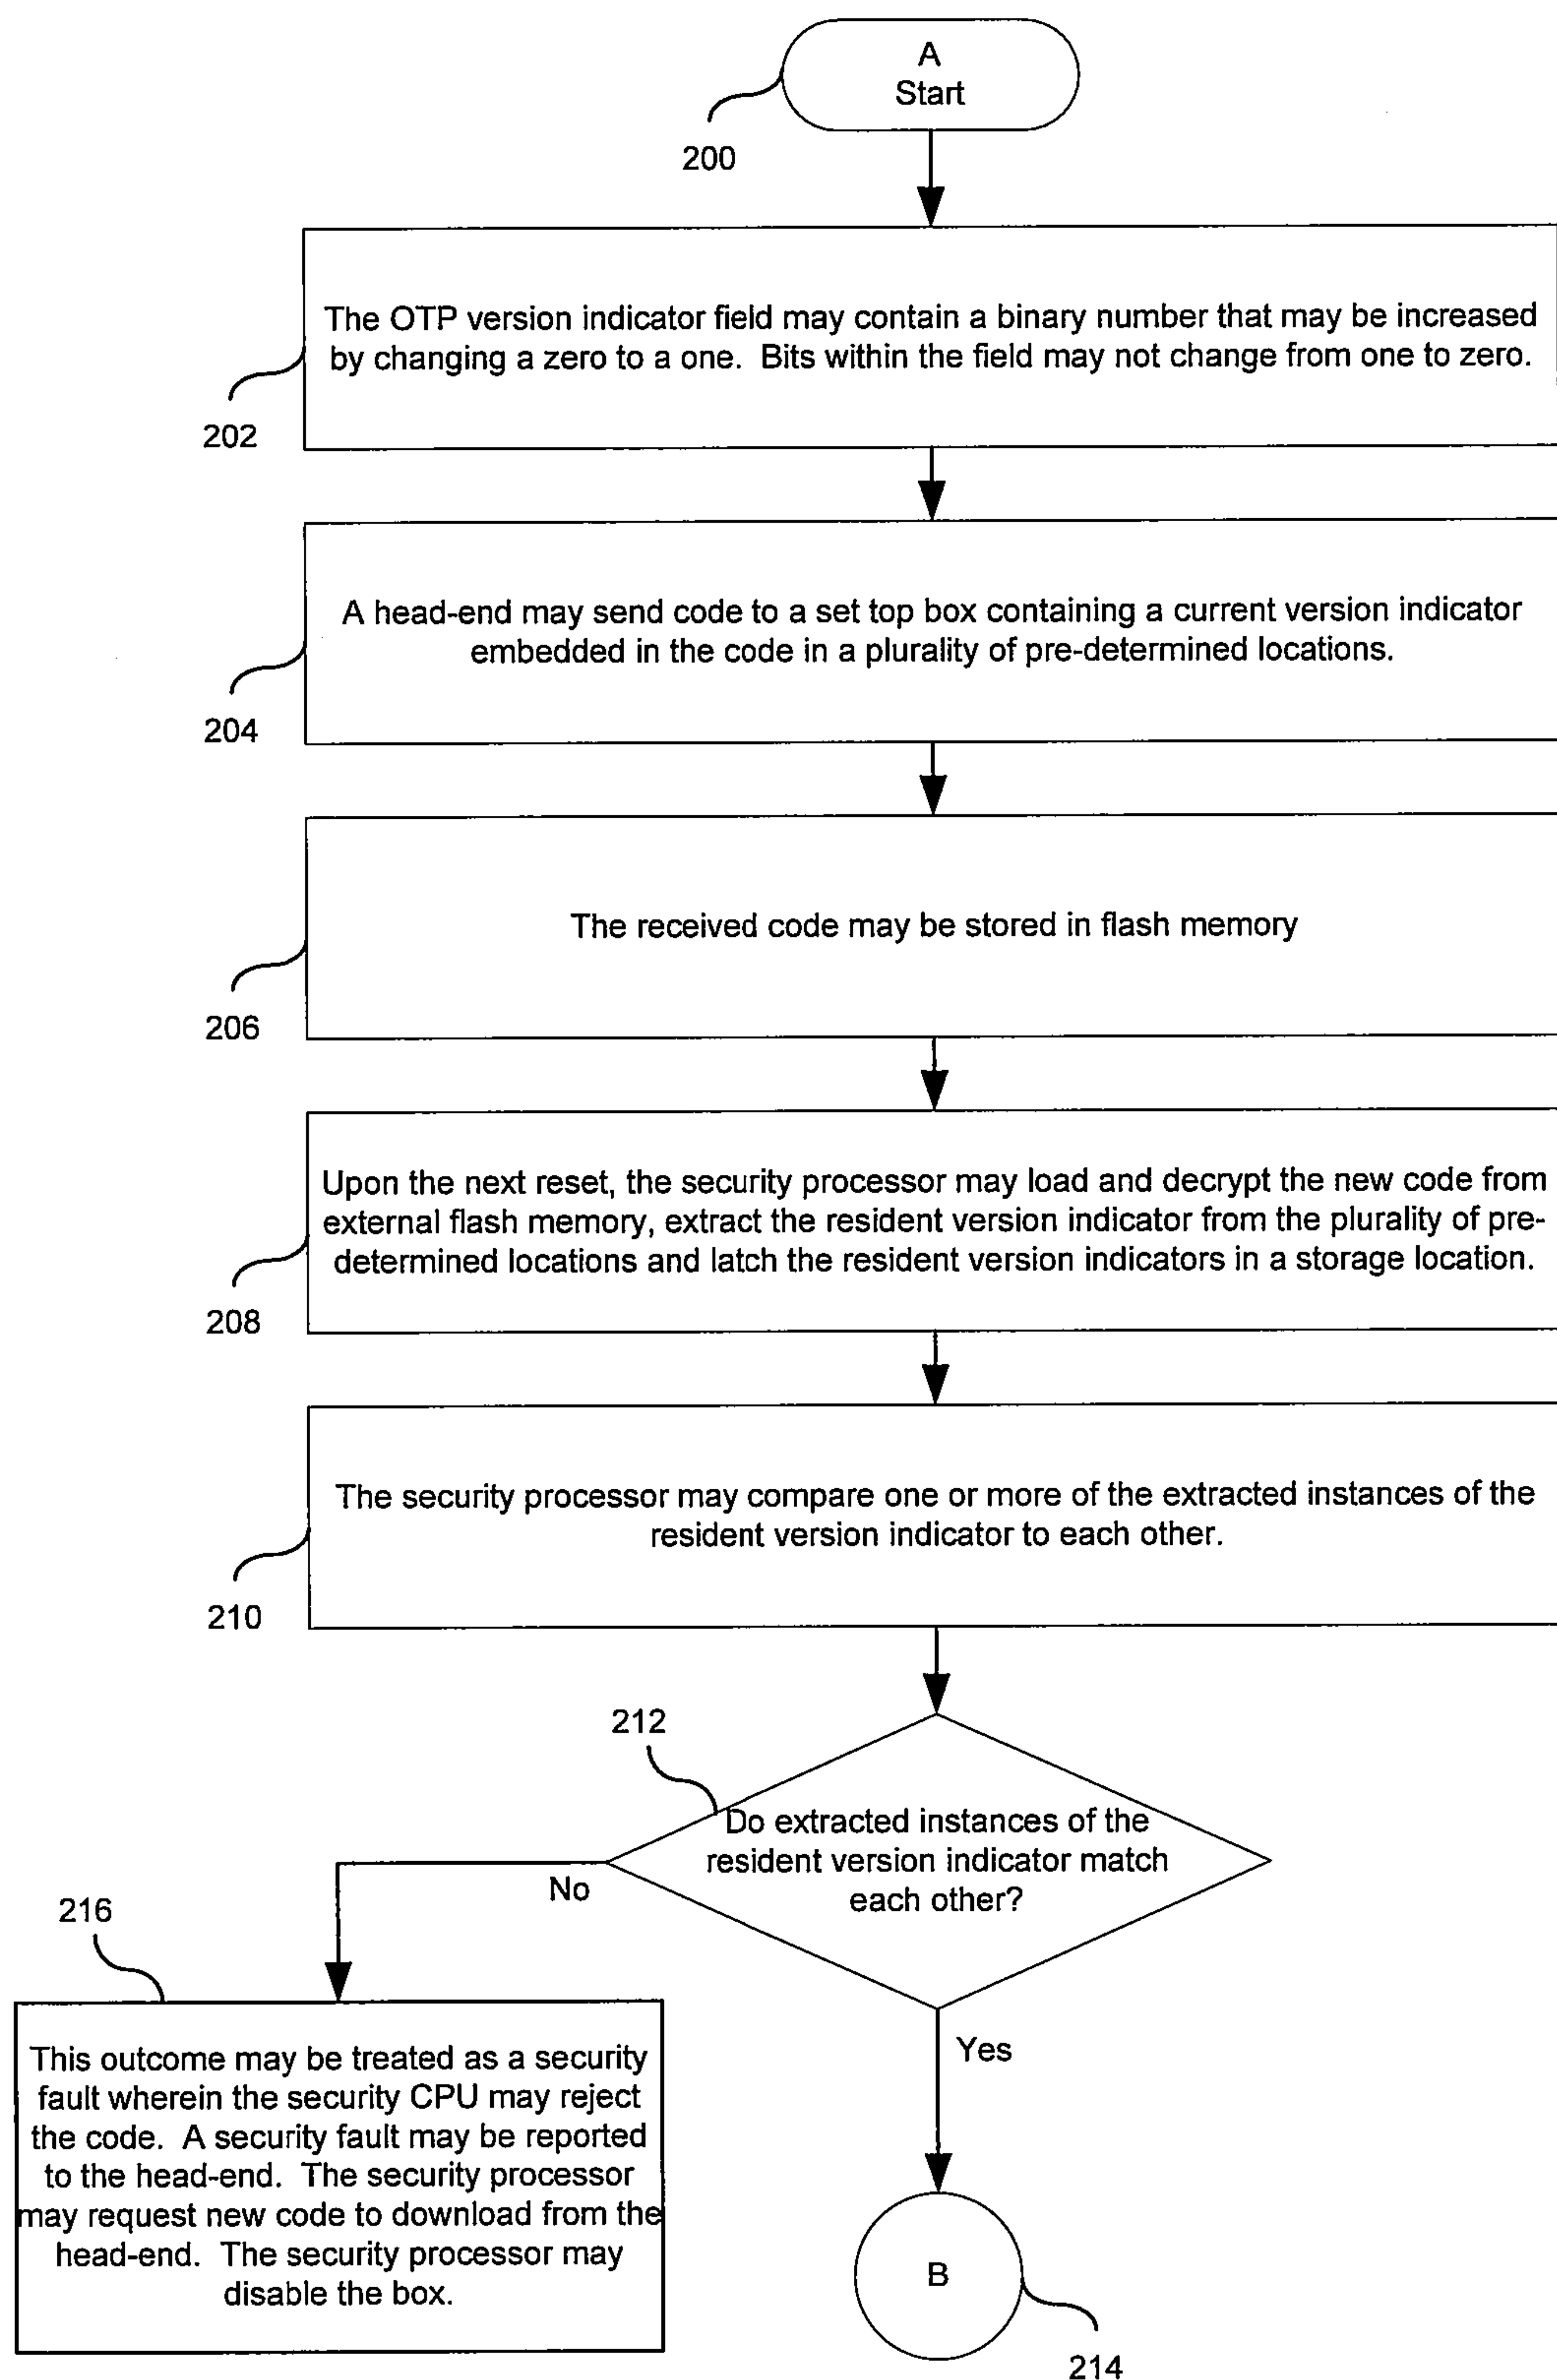 A
Start
200
The OTP version indicator field may contain a binary number that may be increased
by changing a zero to a one. Bits within the field may not change from one to zero.
202
A head-end may send code to a set top box containing a current version indicator
embedded in the code in a plurality of pre-determined locations.
204
The received code may be stored in flash memory
206
Upon the next reset, the security processor may load and decrypt the new code from
external flash memory, extract the resident version indicator from the plurality of pre-
determined locations and latch the resident version indicators in a storage location.
208
The security processor may compare one or more of the extracted instances of the
resident version indicator to each other.
210
212
Do extracted instances of the
resident version indicator match
each other?
No
216
This outcome may be treated as a security
fault wherein the security CPU may reject
the code. A security fault may be reported
to the head-end. The security processor
may request new code to download from the
head-end. The security processor may
disable the box.
Yes
B
214